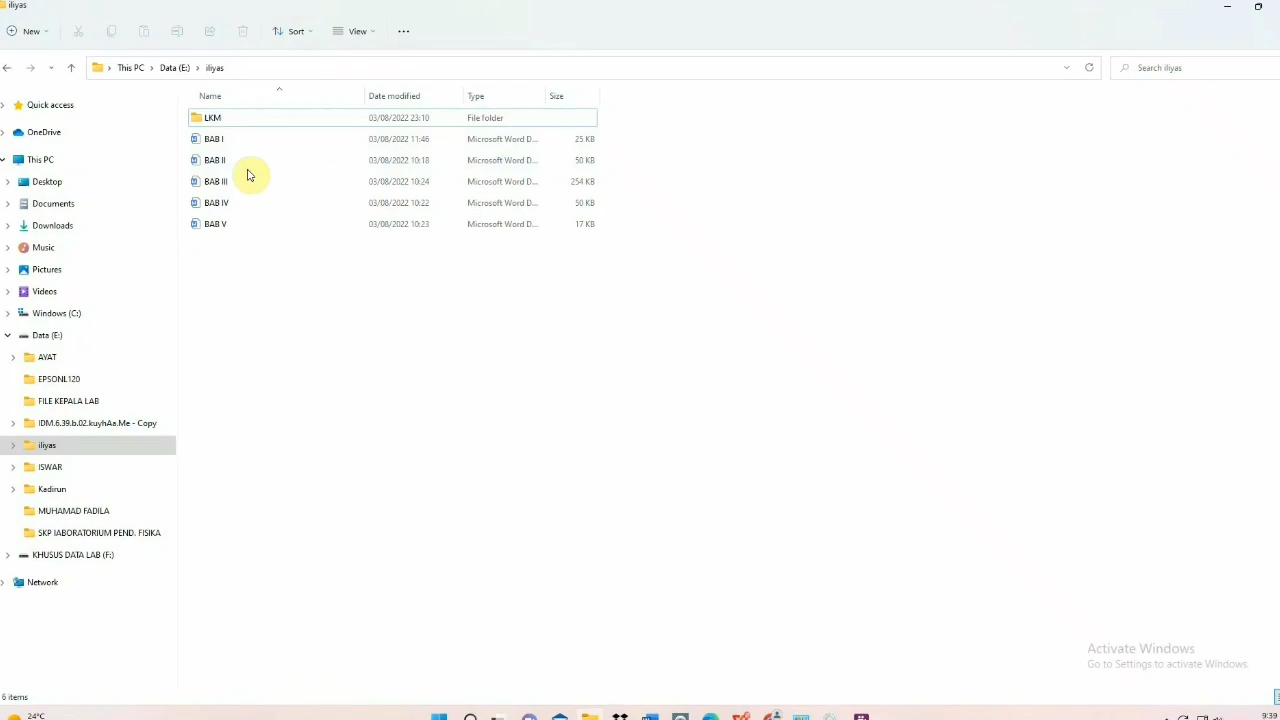 iliyas
New
Sort
View
This PC
Data (E:)
iliyas
Search iliyas
Name
Date modified
Type
Size
LKM 03/08/2022 23:10 File folder
BAB I 03/08/2022 11:46 Microsoft Word D... 25 KB
BAB II 03/08/2022 10:18 Microsoft Word D... 50 KB
BAB III 03/08/2022 10:24 Microsoft Word D... 254 KB
BAB IV 03/08/2022 10:22 Microsoft Word D... 50 KB
BAB V 03/08/2022 10:23 Microsoft Word D... 17 KB
Quick access
OneDrive
This PC
Desktop
Documents
Downloads
Music
Pictures
Videos
Windows (C:)
Data (E:)
AYAT
EPSONL120
FILE KEPALA LAB
IDM.6.39.b.02.kuyhAa.Me - Copy
iliyas
ISWAR
Kadirun
MUHAMAD FADILA
SKP lABORATORIUM PEND. FISIKA
KHUSUS DATA LAB (F:)
Network
Activate Windows
Go to Settings to activate Windows.
6 items
24°C
9:39